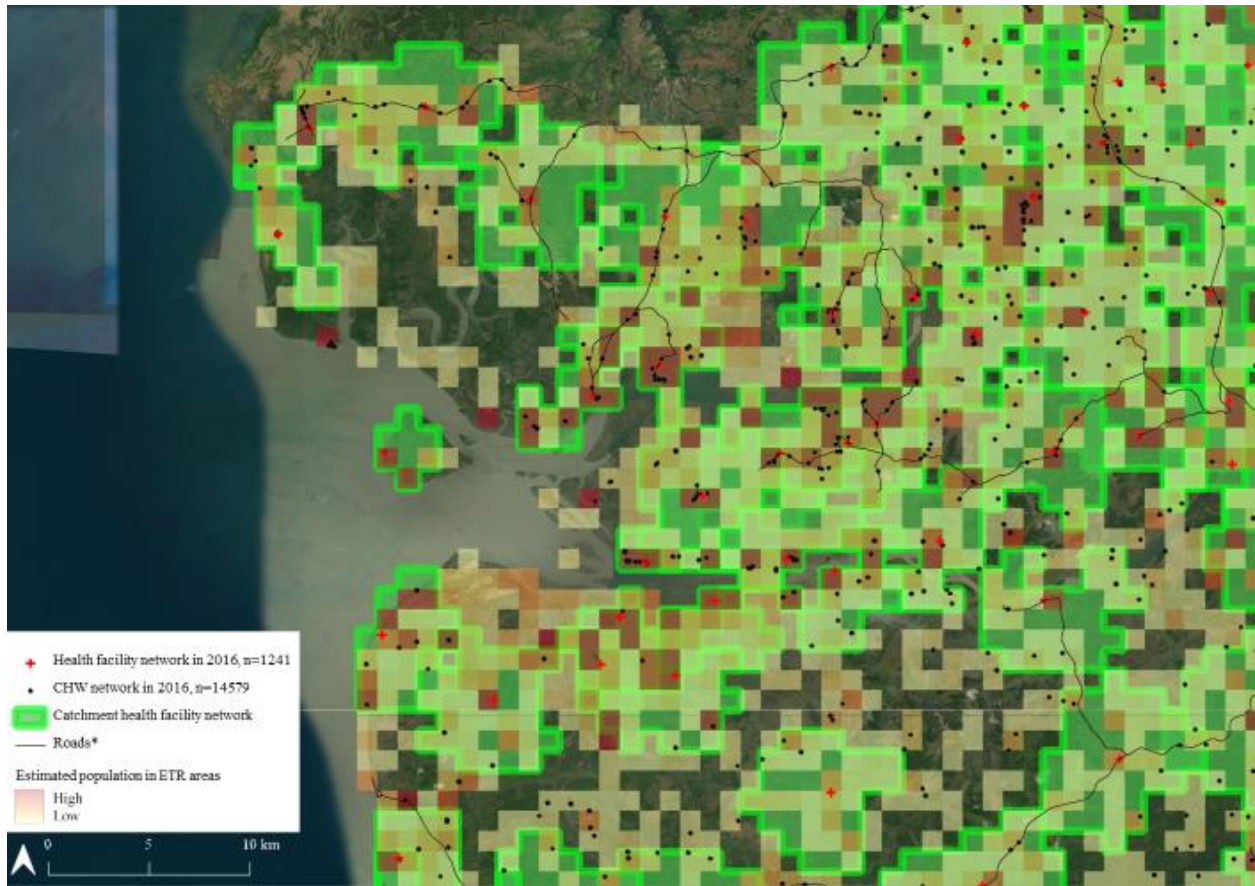 Health facility network in 2016, n=1241
CHW network in 2016, n=14579
Catchment health facility network
Roads*
Estimated population in ETR areas
High
Low
0 5 10 km